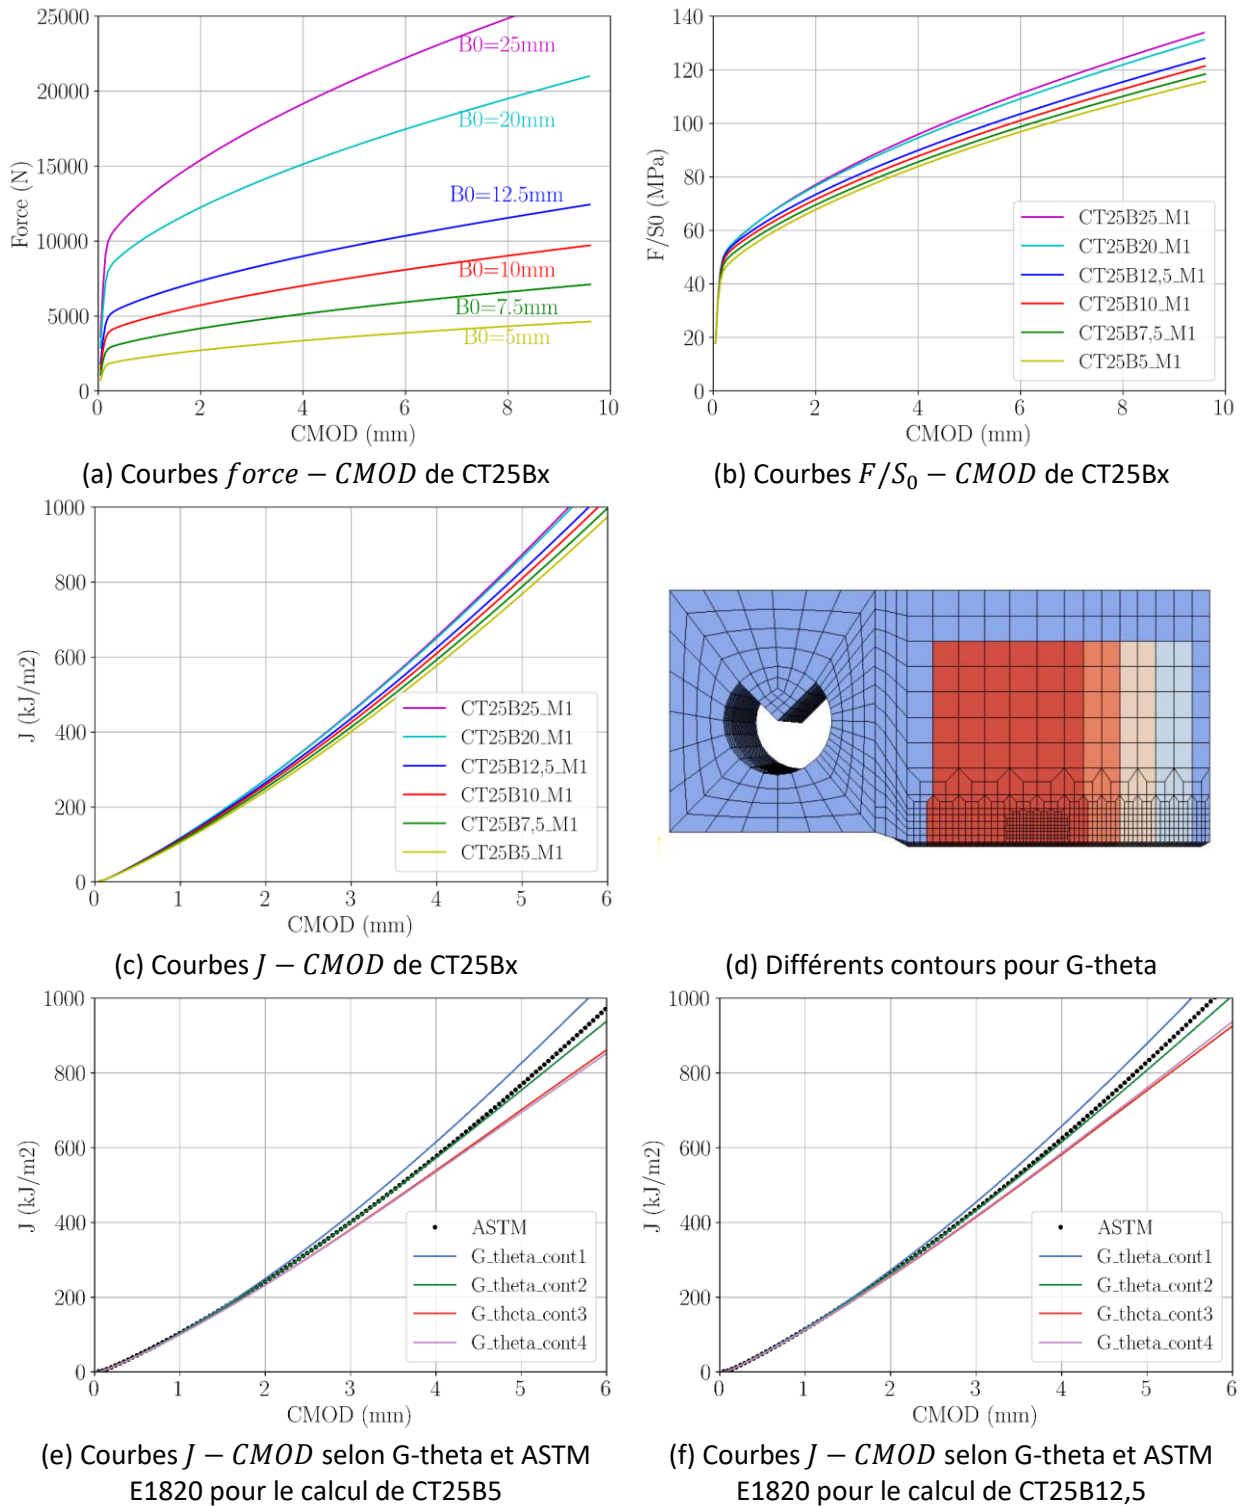 25000
20000
15000
10000
5000
0
Force (N)
B0=25mm
B0=20mm
B0=12.5mm
B0=10mm
B0=7.5mm
B0=5mm
0 2 4 6 8 10
CMOD (mm)
(a) Courbes force − CMOD de CT25Bx
140
120
100
80
60
40
20
0
F/S0 (MPa)
CT25B25_M1
CT25B20_M1
CT25B12,5_M1
CT25B10_M1
CT25B7,5_M1
CT25B5_M1
0 2 4 6 8 10
CMOD (mm)
(b) Courbes F/S₀ − CMOD de CT25Bx
1000
800
600
400
200
0
J (kJ/m2)
CT25B25_M1
CT25B20_M1
CT25B12,5_M1
CT25B10_M1
CT25B7,5_M1
CT25B5_M1
0 1 2 3 4 5 6
CMOD (mm)
(c) Courbes J − CMOD de CT25Bx
(d) Différents contours pour G-theta
1000
800
600
400
200
0
J (kJ/m2)
ASTM
G_theta_cont1
G_theta_cont2
G_theta_cont3
G_theta_cont4
0 1 2 3 4 5 6
CMOD (mm)
(e) Courbes J − CMOD selon G-theta et ASTM
E1820 pour le calcul de CT25B5
1000
800
600
400
200
0
J (kJ/m2)
ASTM
G_theta_cont1
G_theta_cont2
G_theta_cont3
G_theta_cont4
0 1 2 3 4 5 6
CMOD (mm)
(f) Courbes J − CMOD selon G-theta et ASTM
E1820 pour le calcul de CT25B12,5